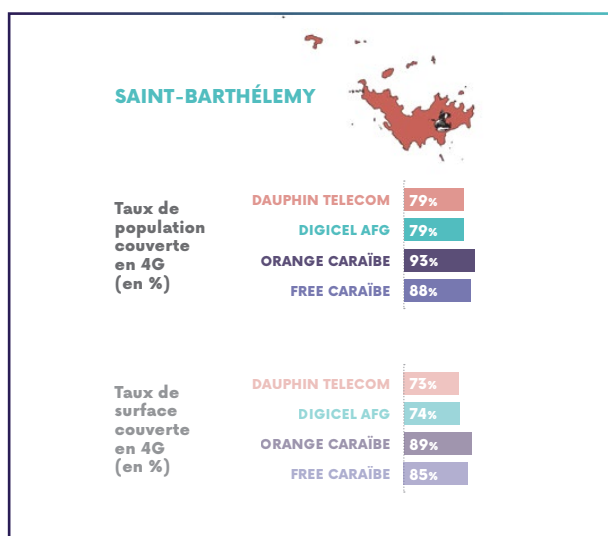 SAINT-BARTHÉLEMY
Taux de
population
couverte
en 4G
(en %)
DAUPHIN TELECOM 79%
DIGICEL AFG 79%
ORANGE CARAÏBE 93%
FREE CARAÏBE 88%
Taux de
surface
couverte
en 4G
(en %)
DAUPHIN TELECOM 73%
DIGICEL AFG 74%
ORANGE CARAÏBE 89%
FREE CARAÏBE 85%